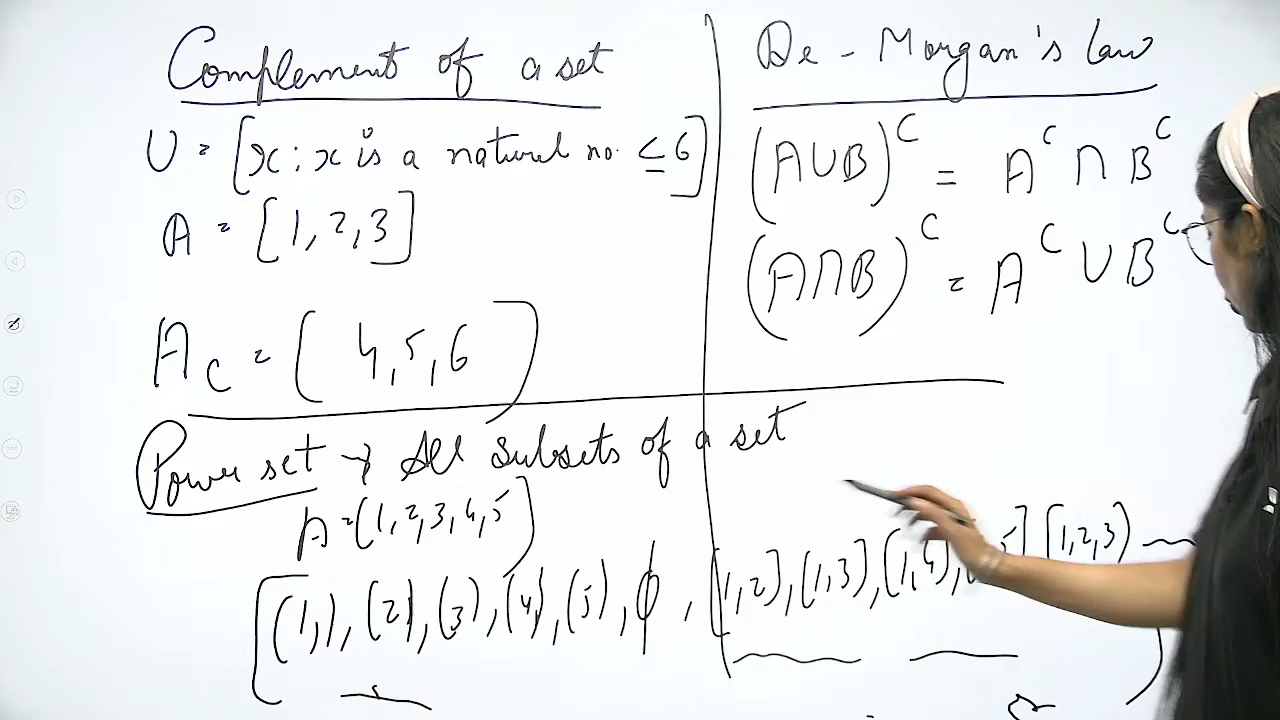 Complement of a set
U = [x : x is a natural no. ≤ 6]
A = [1, 2, 3]
A C = ( 4, 5, 6 )
De - Morgan's law
(A∪B)^C = A^C ∩ B^C
(A∩B)^C = A^C ∪ B^C
Power set → All subsets of a set
A = (1, 2, 3, 4, 5)
[(1,), (2), (3), (4), (5), ϕ, (1, 2), (1, 3), (1, 4), 5] [1, 2, 3)